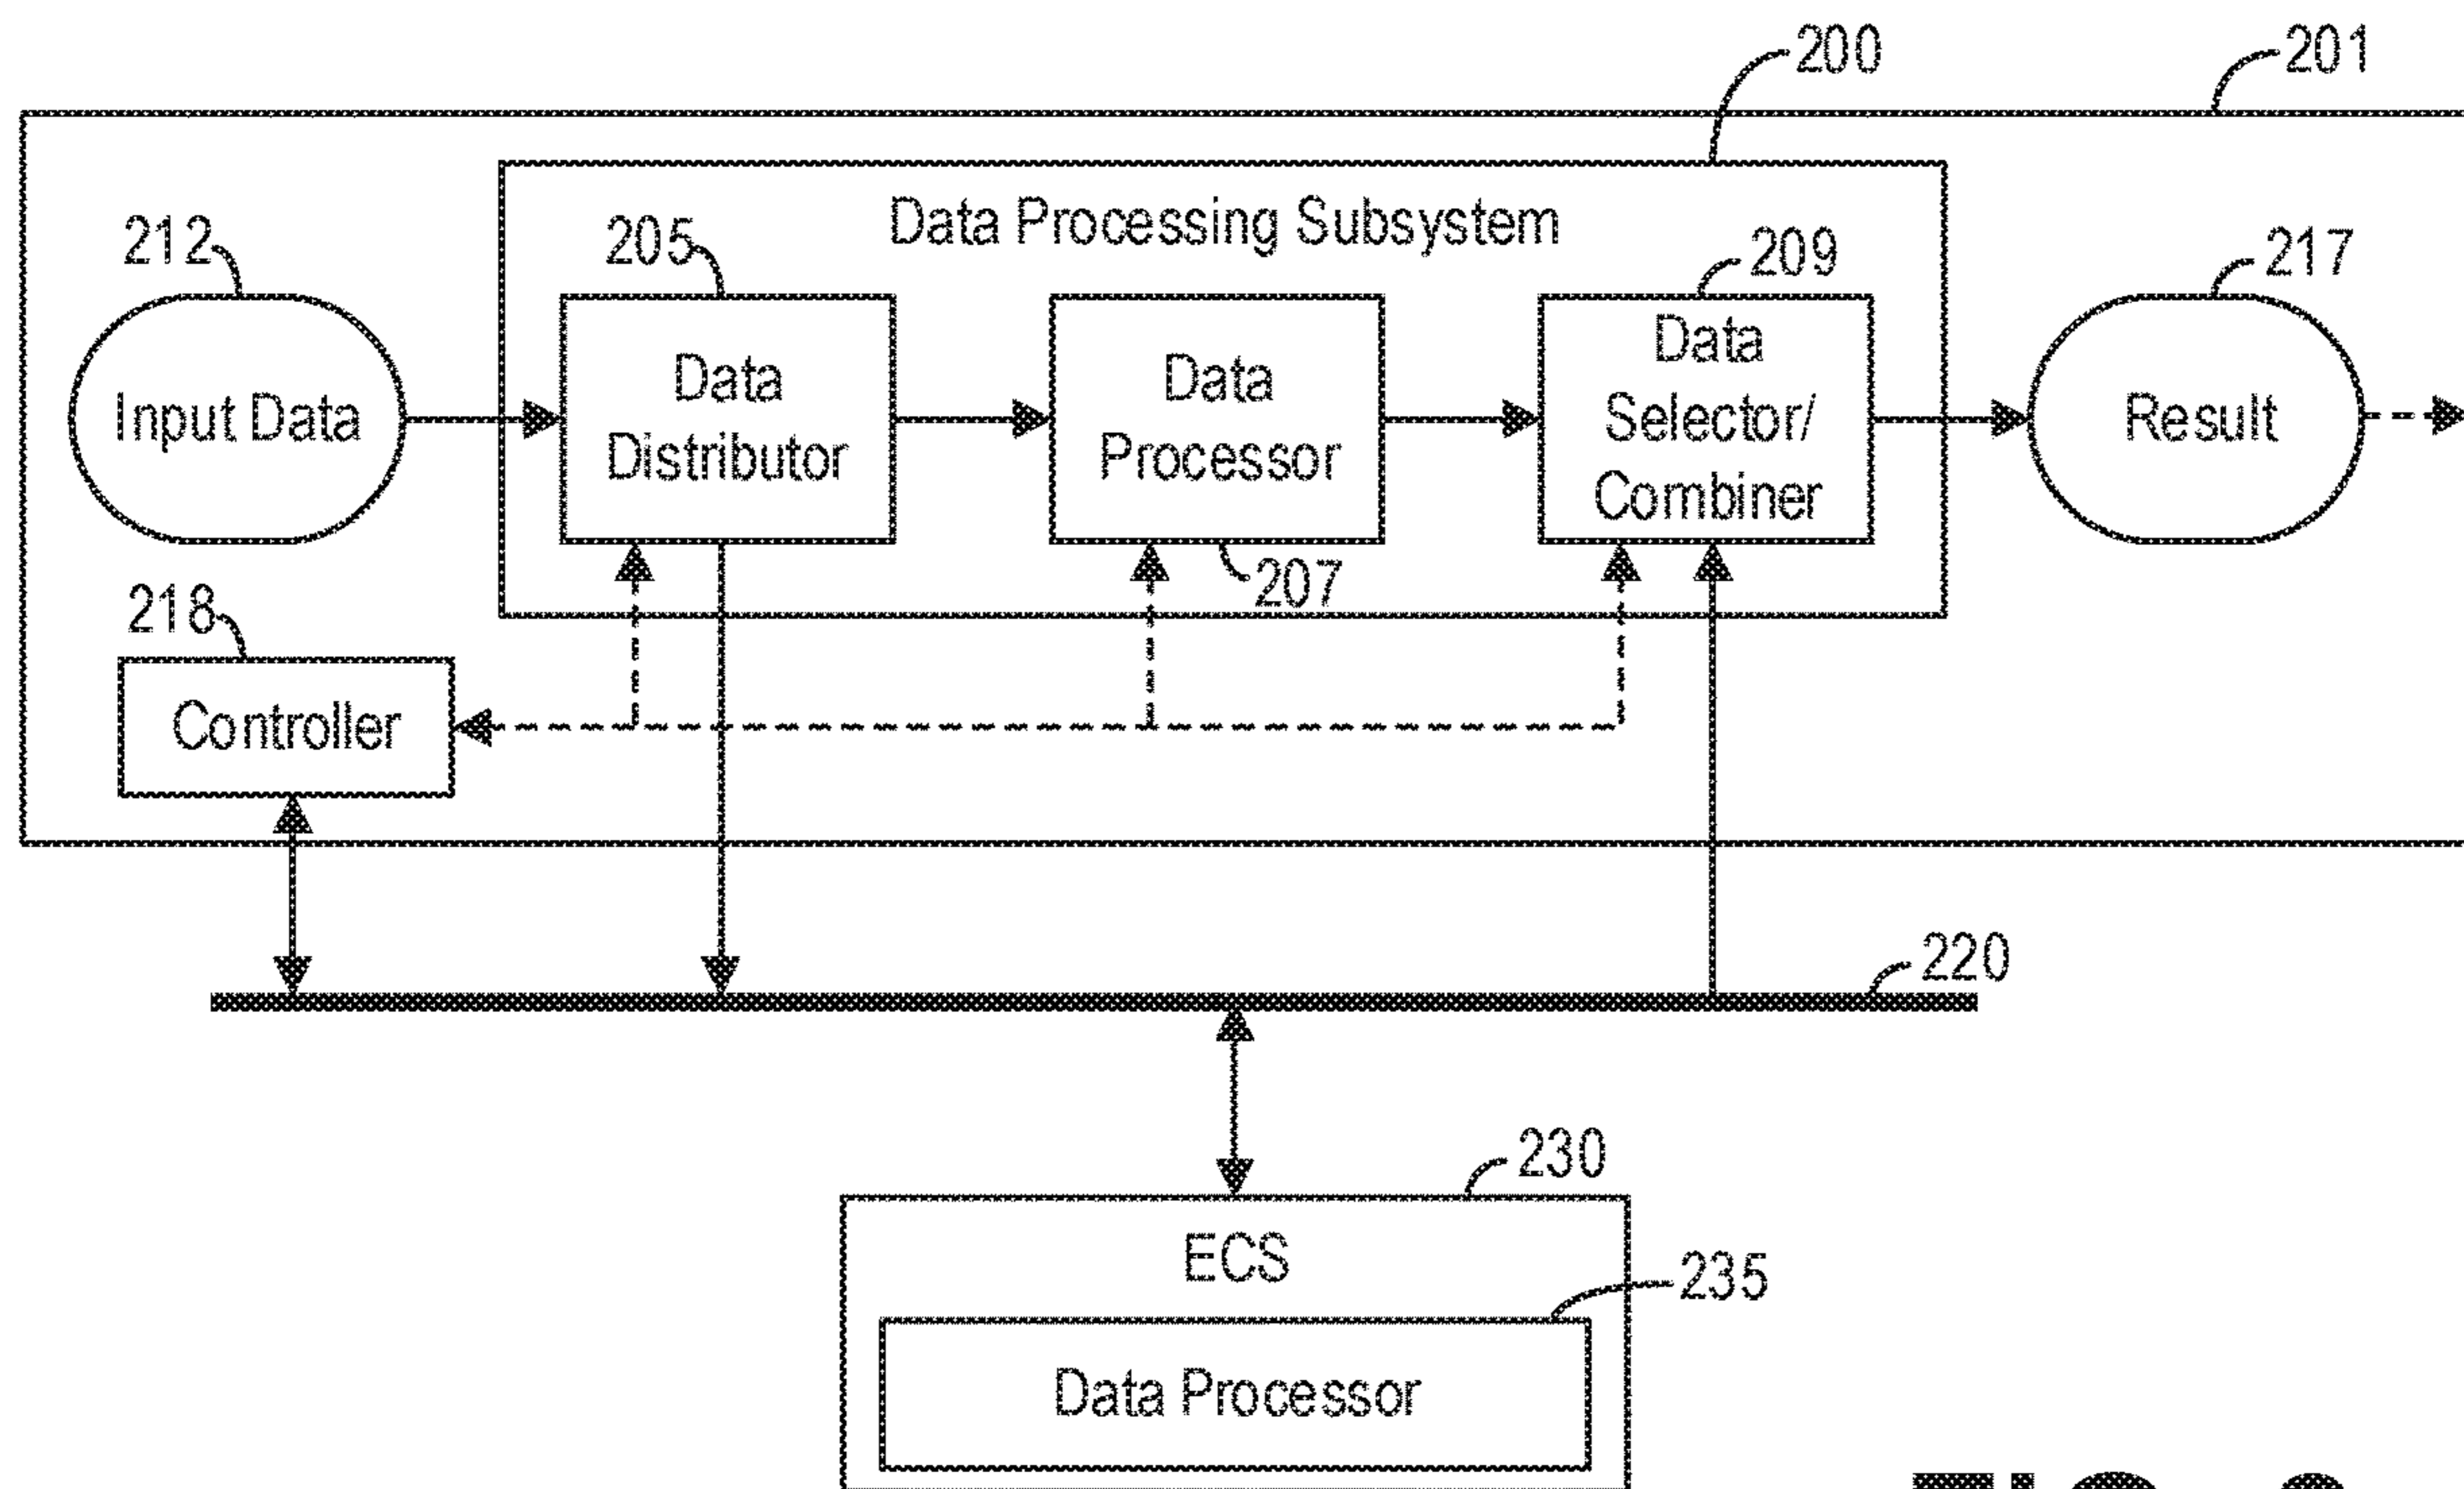 200
201
Data Processing Subsystem
212
205
209
217
Input Data
Data
Distributor
Data
Processor
Data
Selector/
Combiner
Result
207
218
Controller
220
230
ECS
235
Data Processor